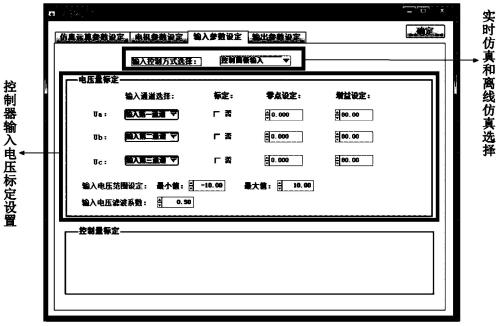 确定
仿真运算参数设定 电机参数设定 输入参数设定 输出参数设定
输入控制方式选择: 控制面板输入
电压量标定
输入通道选择: 标定: 零点设定: 增益设定:
Ua: 输入第一通道 否 0.000 80.00
Ub: 输入第二通道 否 0.000 80.00
Uc: 输入第三通道 否 0.000 80.00
输入电压范围设定: 最小值: -10.00 最大值: 10.00
输入电压滤波系数: 0.50
控制量标定
控制器输入电压标定设置
实时仿真和离线仿真选择